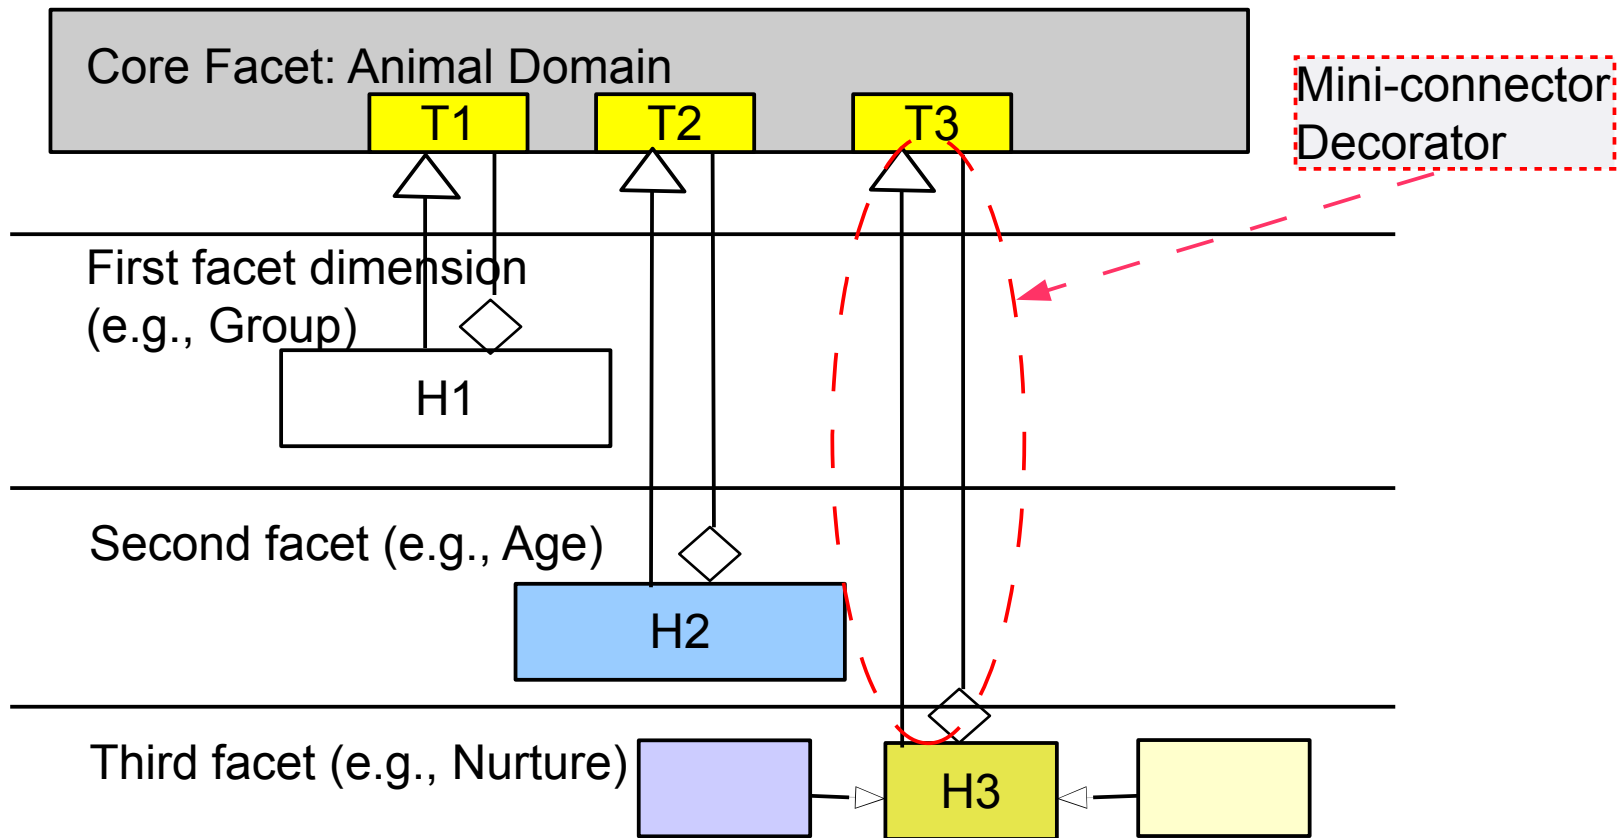 Core Facet: Animal Domain
T1
T2
T3
Mini-connector
Decorator
First facet dimension
(e.g., Group)
H1
Second facet (e.g., Age)
H2
Third facet (e.g., Nurture)
H3